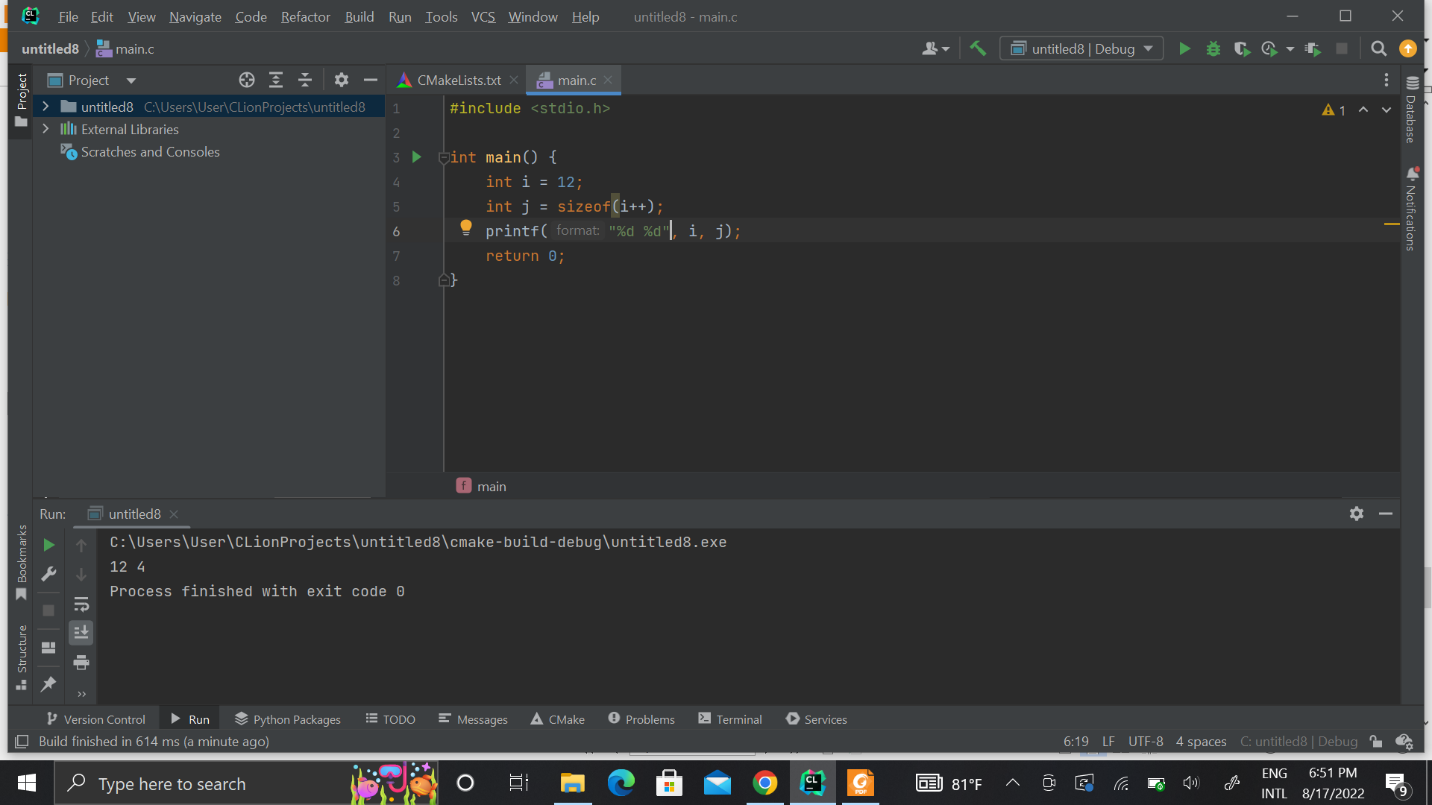 CL File Edit View Navigate Code Refactor Build Run Tools VCS Window Help untitled8 - main.c
untitled8 main.c untitled8 | Debug
Project
Project CMakeLists.txt main.c
untitled8 C:\Users\User\CLionProjects\untitled8
External Libraries
Scratches and Consoles
1 #include <stdio.h>
2
3 int main() {
4 int i = 12;
5 int j = sizeof(i++);
6 printf( format: "%d %d", i, j);
7 return 0;
8 }
1
Database
Notifications
f main
Run: untitled8
C:\Users\User\CLionProjects\untitled8\cmake-build-debug\untitled8.exe
12 4
Process finished with exit code 0
Bookmarks
Structure
Version Control Run Python Packages TODO Messages CMake Problems Terminal Services
Build finished in 614 ms (a minute ago) 6:19 LF UTF-8 4 spaces C: untitled8 | Debug
Type here to search 81°F ENG INTL 6:51 PM 8/17/2022 9